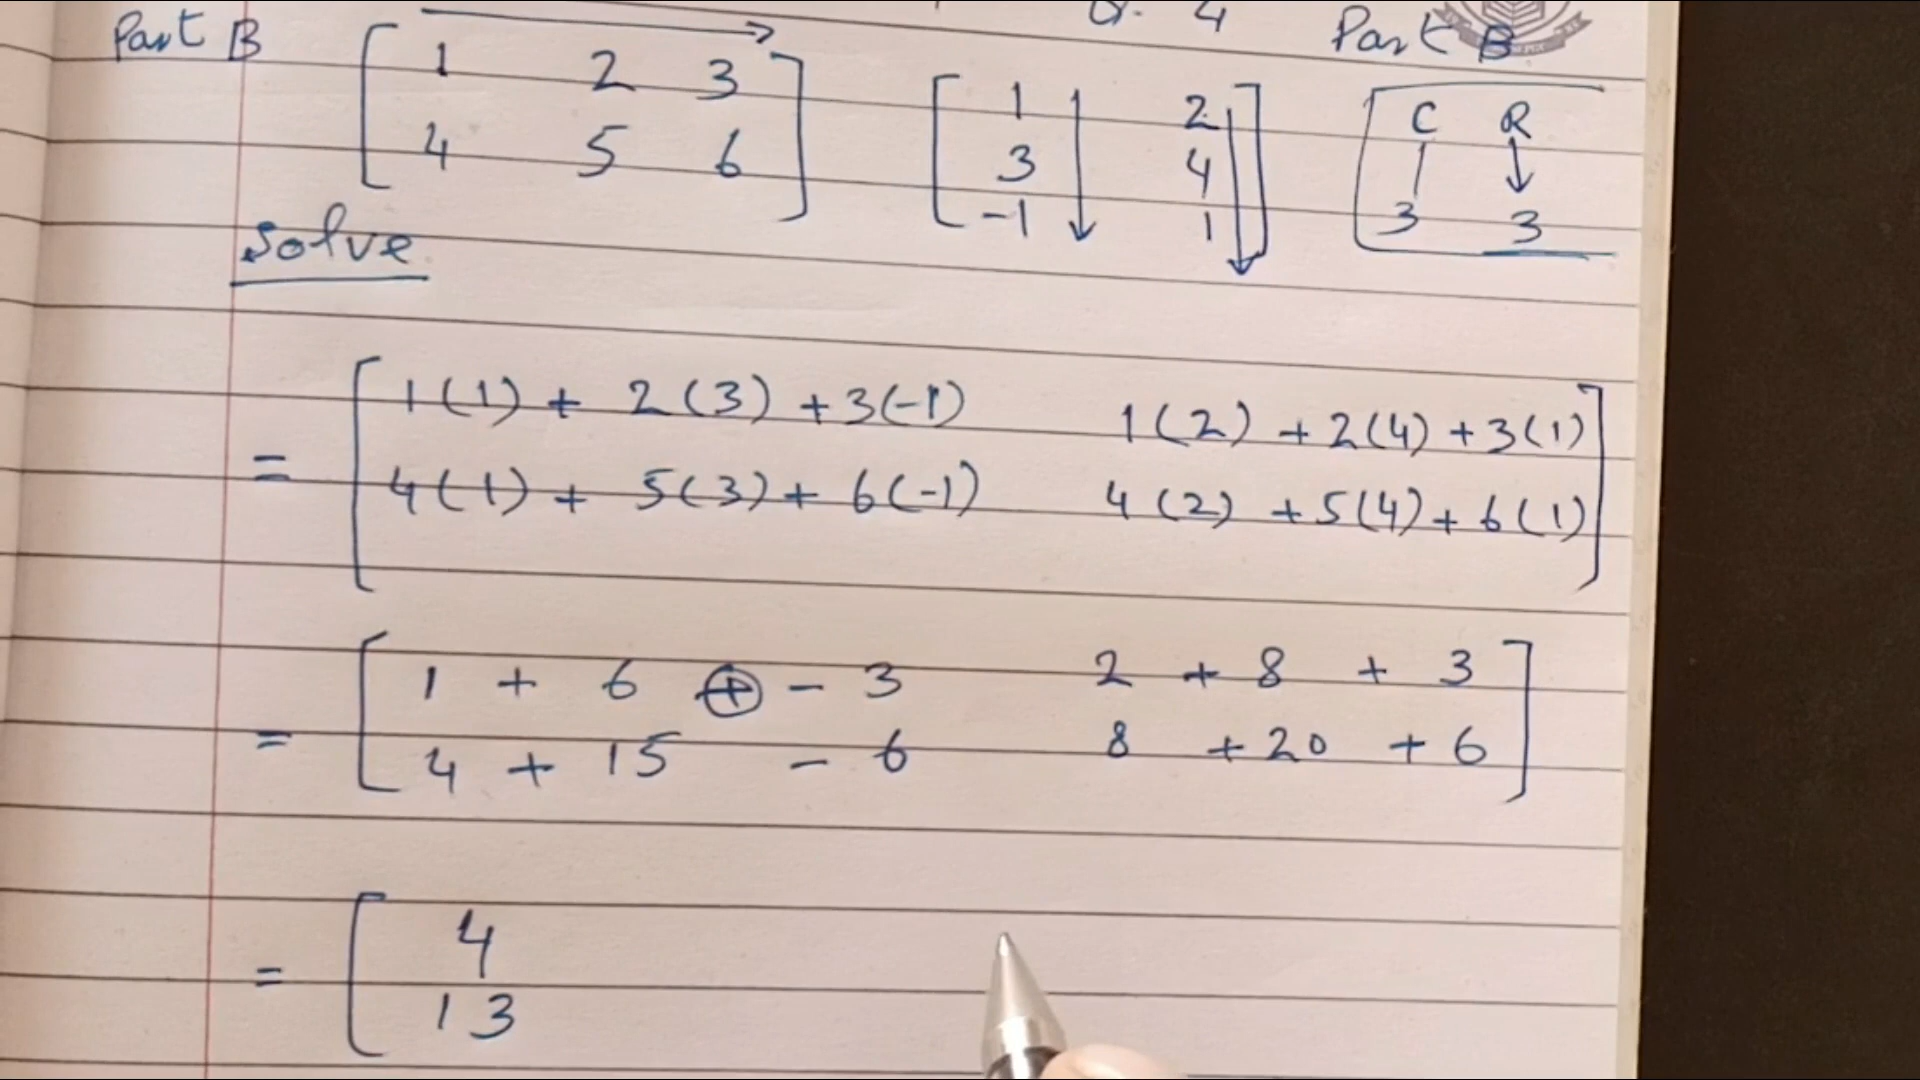 Q. 4
Part B [ 1 2 3 ] [ 1 2 ] Part B
[ 4 5 6 ] [ 3 4 ] C R
[ -1 1 ] 3 3
Solve
= [ 1(1) + 2(3) +3(-1) 1(2) +2(4) +3(1) ]
4(1) + 5(3) + 6(-1) 4(2) +5(4) + 6(1)
= [ 1 + 6 + - 3 2 + 8 + 3 ]
4 + 15 - 6 8 +20 + 6
= [ 4
13